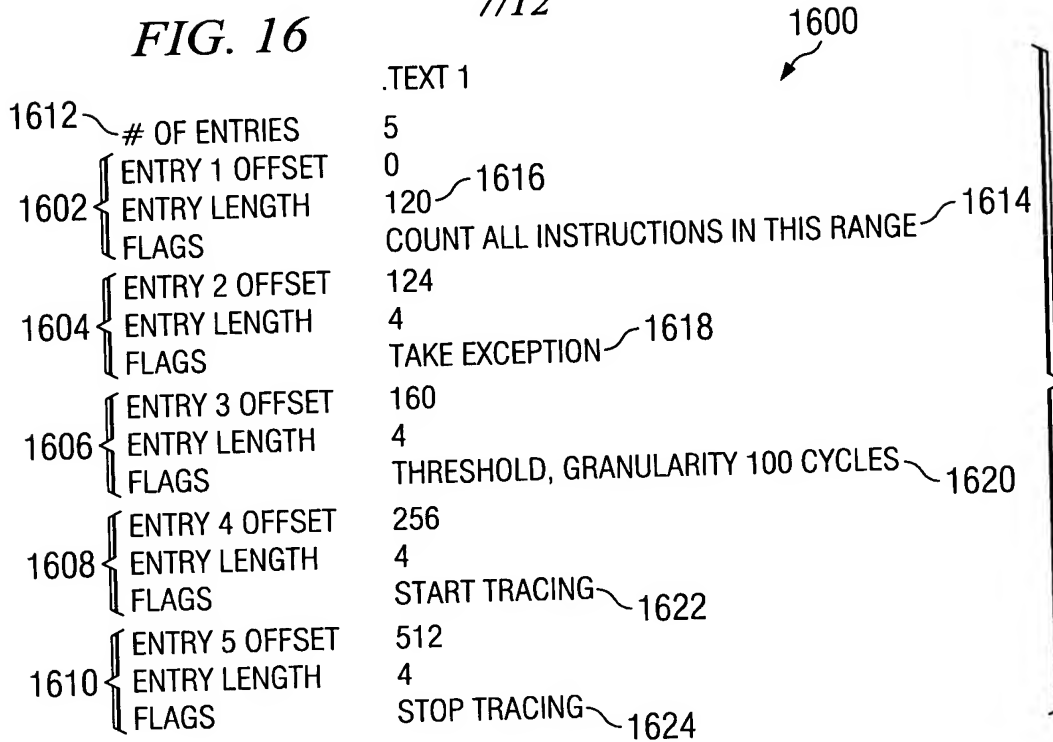 7/12
FIG. 16
1600
.TEXT 1
1612 # OF ENTRIES 5
ENTRY 1 OFFSET 0
1602 ENTRY LENGTH 120 1616
FLAGS COUNT ALL INSTRUCTIONS IN THIS RANGE 1614
ENTRY 2 OFFSET 124
1604 ENTRY LENGTH 4
FLAGS TAKE EXCEPTION 1618
ENTRY 3 OFFSET 160
1606 ENTRY LENGTH 4
FLAGS THRESHOLD, GRANULARITY 100 CYCLES 1620
ENTRY 4 OFFSET 256
1608 ENTRY LENGTH 4
FLAGS START TRACING 1622
ENTRY 5 OFFSET 512
1610 ENTRY LENGTH 4
FLAGS STOP TRACING 1624